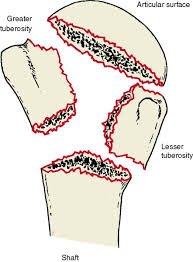 Articular surface
Greater
tuberosity
Lesser
tuberosity
Shaft